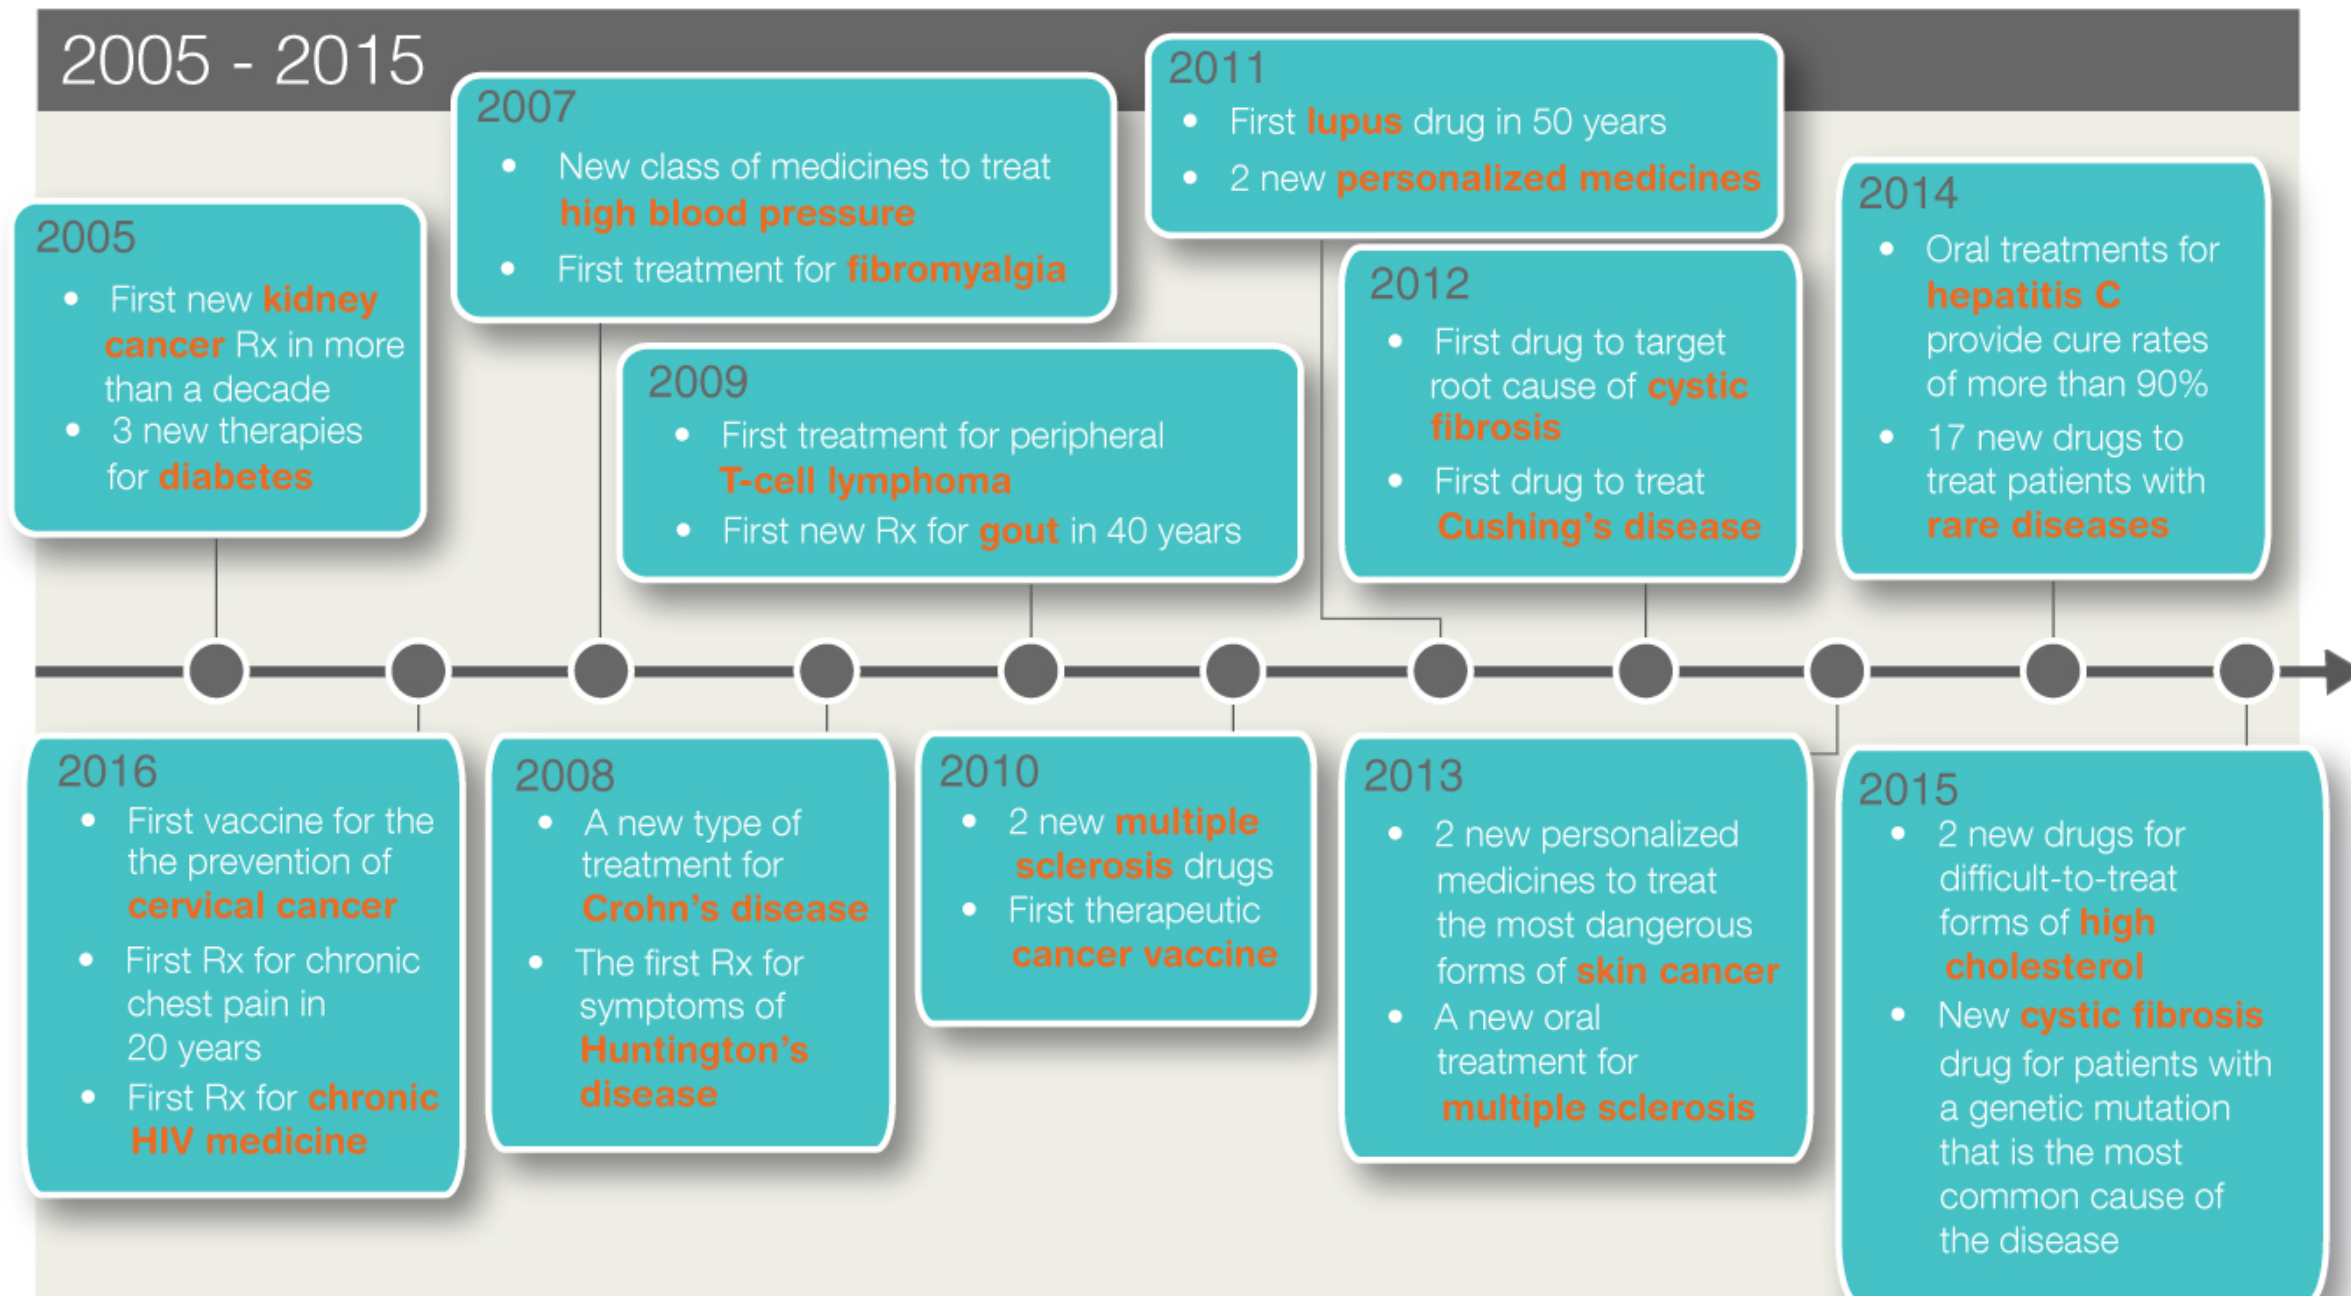 2005 - 2015
2005
• First new kidney
cancer Rx in more
than a decade
• 3 new therapies
for diabetes
2007
• New class of medicines to treat
high blood pressure
• First treatment for fibromyalgia
2009
• First treatment for peripheral
T-cell lymphoma
• First new Rx for gout in 40 years
2011
• First lupus drug in 50 years
• 2 new personalized medicines
2012
• First drug to target
root cause of cystic
fibrosis
• First drug to treat
Cushing's disease
2014
• Oral treatments for
hepatitis C
provide cure rates
of more than 90%
• 17 new drugs to
treat patients with
rare diseases
2016
• First vaccine for the
the prevention of
cervical cancer
• First Rx for chronic
chest pain in
20 years
• First Rx for chronic
HIV medicine
2008
• A new type of
treatment for
Crohn's disease
• The first Rx for
symptoms of
Huntington's
disease
2010
• 2 new multiple
sclerosis drugs
• First therapeutic
cancer vaccine
2013
• 2 new personalized
medicines to treat
the most dangerous
forms of skin cancer
• A new oral
treatment for
multiple sclerosis
2015
• 2 new drugs for
difficult-to-treat
forms of high
cholesterol
• New cystic fibrosis
drug for patients with
a genetic mutation
that is the most
common cause of
the disease